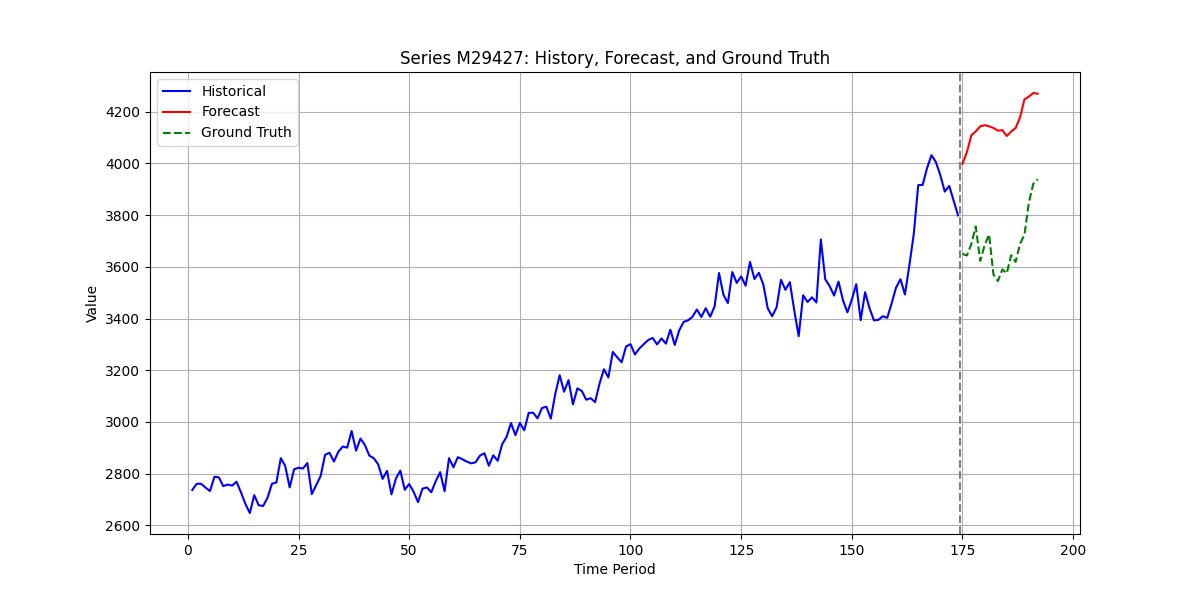 Series M29427: History, Forecast, and Ground Truth
Historical
Forecast
Ground Truth
4200
4000
3800
3600
3400
3200
3000
2800
2600
Value
0 25 50 75 100 125 150 175 200
Time Period